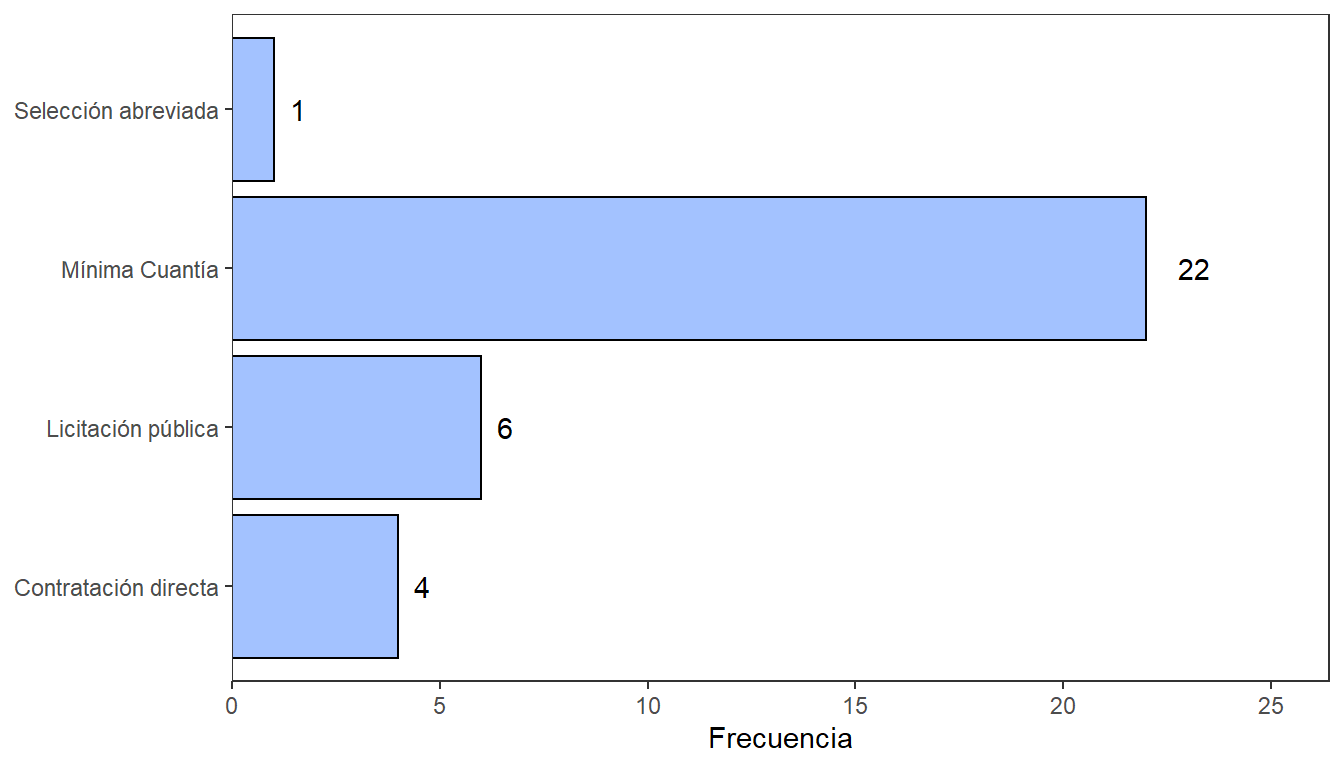 Selección abreviada 1
Mínima Cuantía 22
Licitación pública 6
Contratación directa 4
0 5 10 15 20 25
Frecuencia